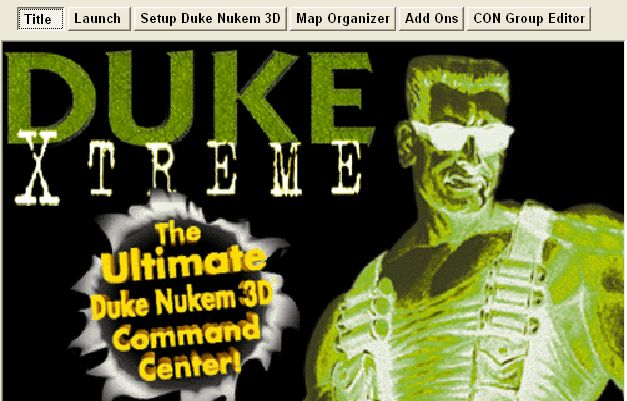 Title Launch Setup Duke Nukem 3D Map Organizer Add Ons CON Group Editor
DUKE
XTREME
The
Ultimate
Duke Nukem 3D
Command
Center!